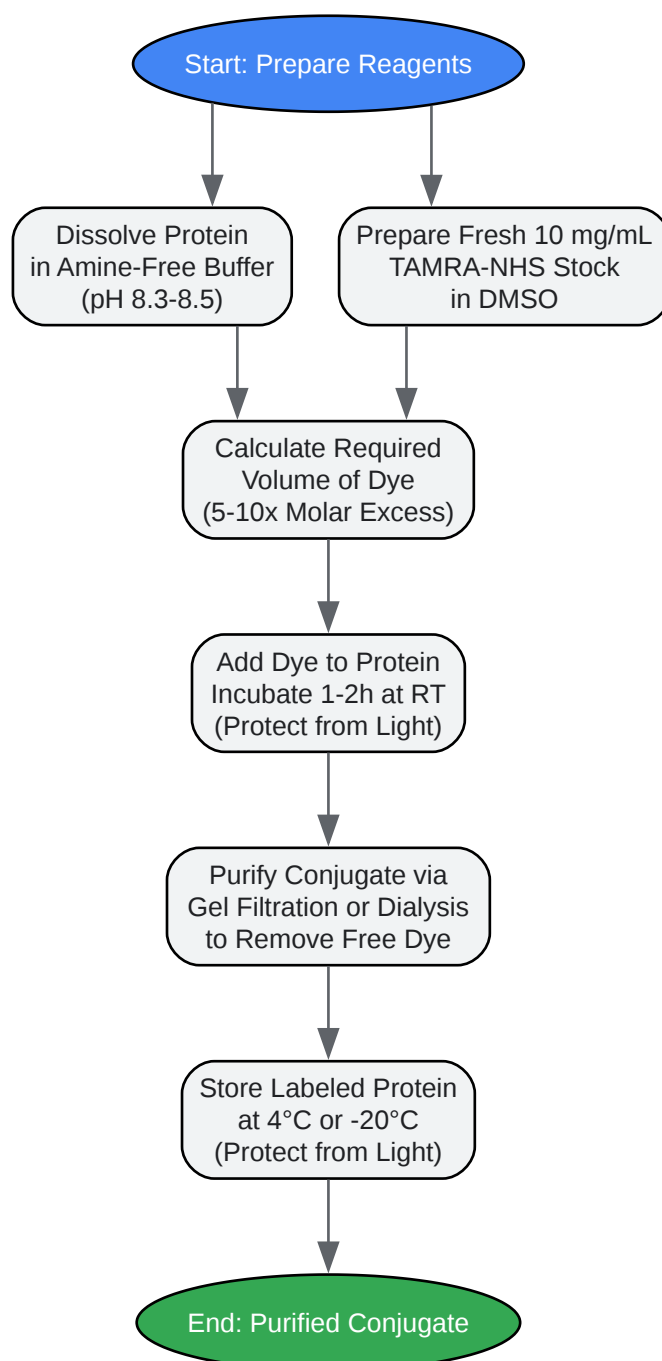 Start: Prepare Reagents
Dissolve Protein
in Amine-Free Buffer
(pH 8.3-8.5)
Prepare Fresh 10 mg/mL
TAMRA-NHS Stock
in DMSO
Calculate Required
Volume of Dye
(5-10x Molar Excess)
Add Dye to Protein
Incubate 1-2h at RT
(Protect from Light)
Purify Conjugate via
Gel Filtration or Dialysis
to Remove Free Dye
Store Labeled Protein
at 4°C or -20°C
(Protect from Light)
End: Purified Conjugate